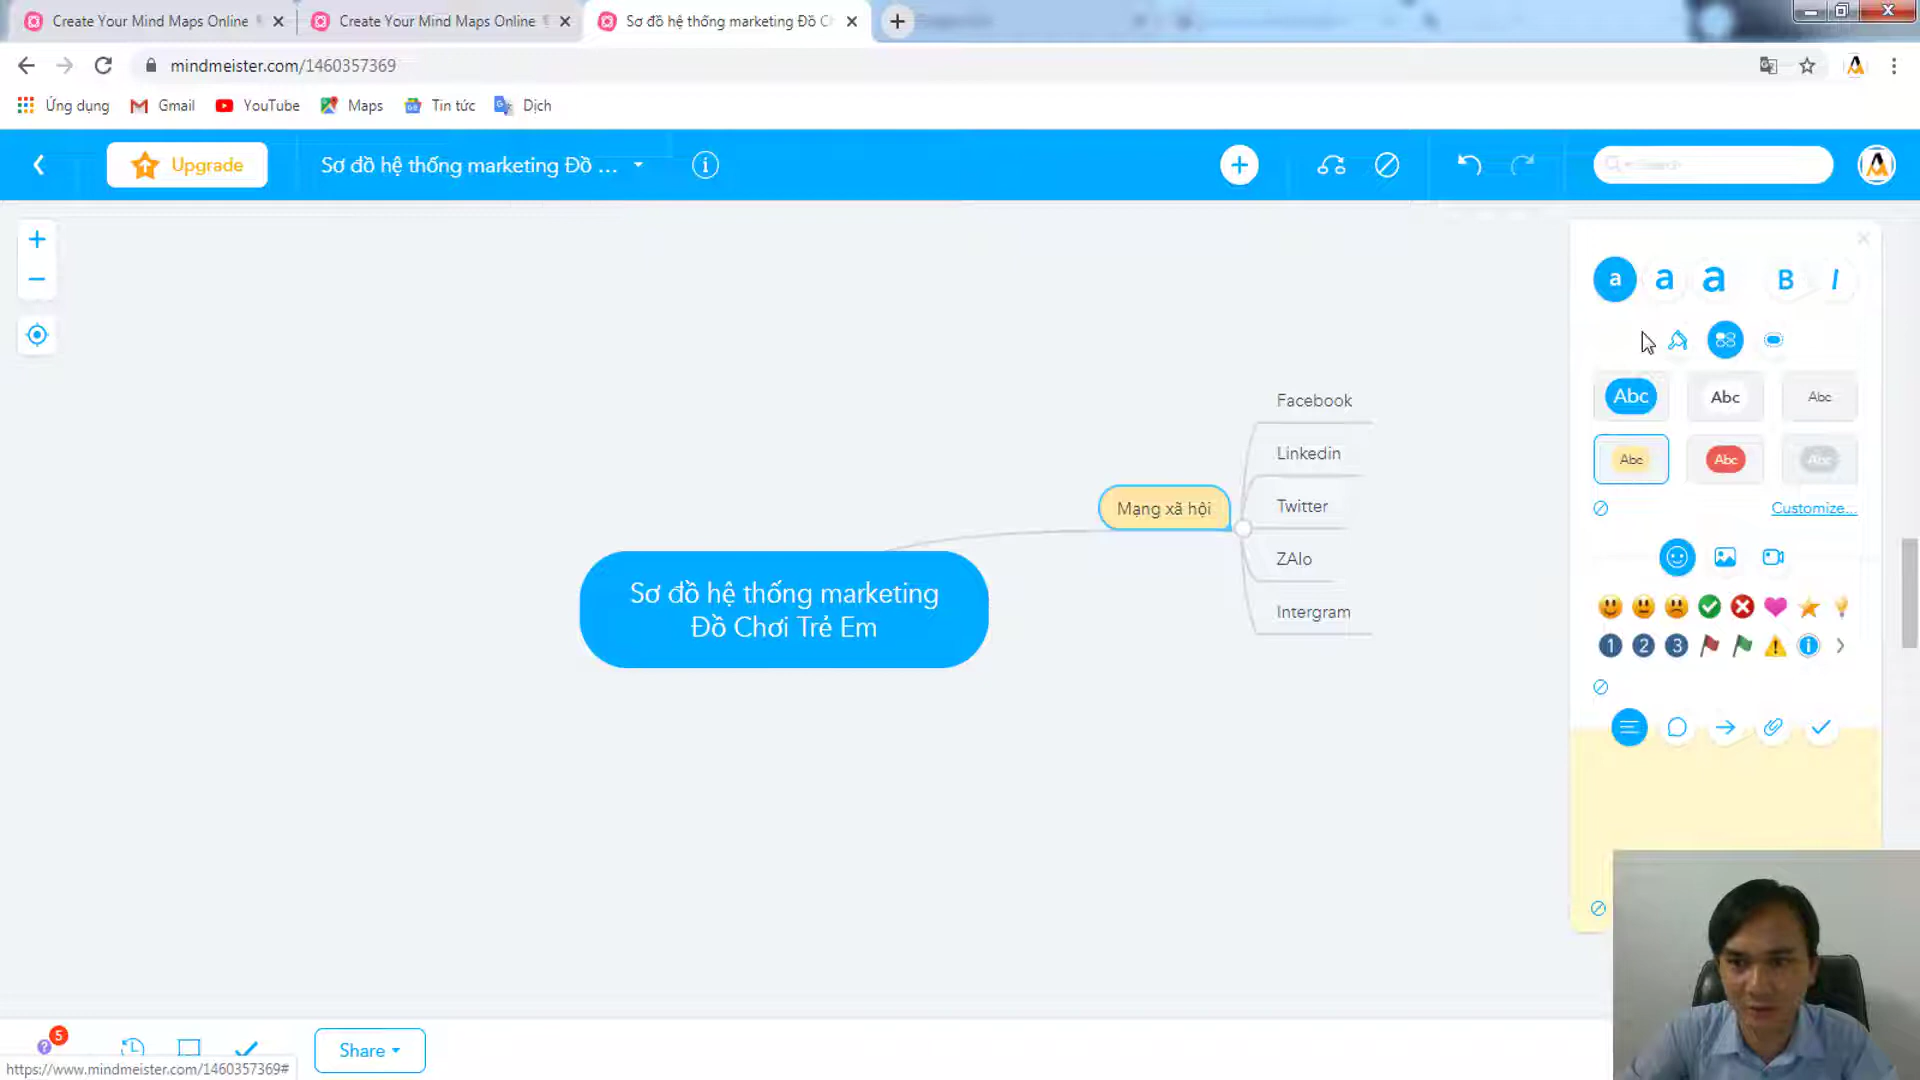 Create Your Mind Maps Online
Create Your Mind Maps Online
Sơ đồ hệ thống marketing Đồ C
mindmeister.com/1460357369
Ứng dụng
Gmail
YouTube
Maps
Tin tức
Dịch
Upgrade
Sơ đồ hệ thống marketing Đồ ...
a a a B I
Abc Abc Abc
Abc Abc Abc
Customize...
1 2 3
Facebook
Linkedin
Twitter
ZAlo
Intergram
Mạng xã hội
Sơ đồ hệ thống marketing
Đồ Chơi Trẻ Em
5
Share
https://www.mindmeister.com/1460357369#